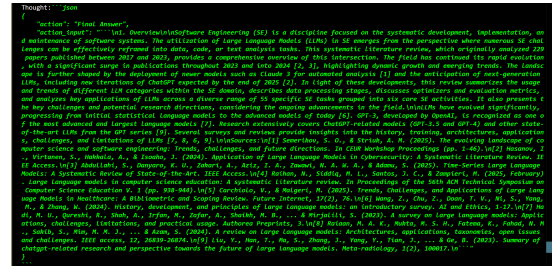 Thought:```json
{
"action": "Final Answer",
"action_input": "```\n1. Overview\n\nSoftware Engineering (SE) is a discipline focused on the systematic development, implementation, an
d maintenance of software systems. The utilization of Large Language Models (LLMs) in SE emerges from the perspective where numerous SE chal
lenges can be effectively reframed into data, code, or text analysis tasks. This systematic literature review, which originally analyzed 229
papers published between 2017 and 2023, provides a comprehensive overview of this intersection. The field has continued its rapid evolution
, with a significant surge in publications throughout 2023 and into 2024 [2, 3], highlighting dynamic growth and emerging trends. The landsc
ape is further shaped by the deployment of newer models such as Claude 3 for automated analysis [1] and the anticipation of next-generation
LLMs, including new iterations of ChatGPT expected by the end of 2025 [2]. In light of these developments, this review summarizes the usage
and trends of different LLM categories within the SE domain, describes data processing stages, discusses optimizers and evaluation metrics,
and analyzes key applications of LLMs across a diverse range of 55 specific SE tasks grouped into six core SE activities. It also presents t
he key challenges and potential research directions, considering the ongoing advancements in the field.\n\nLLMs have evolved significantly,
progressing from initial statistical language models to the advanced models of today [6]. GPT-3, developed by OpenAI, is recognized as one o
f the most advanced and largest language models [7]. Research extensively covers ChatGPT-related models (GPT-3.5 and GPT-4) and other state-
of-the-art LLMs from the GPT series [9]. Several surveys and reviews provide insights into the history, training, architectures, application
s, challenges, and limitations of LLMs [7, 8, 6, 9].\n\nSources:\n[1] Semerikov, S. O., & Striuk, A. M. (2025). The evolving landscape of co
mputer science and software engineering: Trends, challenges, and future directions. In CEUR Workshop Proceedings (pp. 1-46).\n[2] Hasanov, I
., Virtanen, S., Hakkala, A., & Isoaho, J. (2024). Application of Large Language Models in Cybersecurity: A Systematic Literature Review. IE
EE Access.\n[3] Abdullahi, S., Danyaro, K. U., Zakari, A., Aziz, I. A., Zawawi, N. A. W. A., & Adamu, S. (2025). Time-Series Large Language
Models: A Systematic Review of State-of-the-Art. IEEE Access.\n[4] Rathnn, N., Siddiq, M. L., Santos, J. C., & Zampieri, M. (2025, February)
. Large language models in computer science education: A systematic literature review. In Proceedings of the 56th ACM Technical Symposium on
Computer Science Education V. 1 (pp. 938-944).\n[5] Carchiolo, V., & Malgeri, M. (2025). Trends, Challenges, and Applications of Large Lang
uage Models in Healthcare: A Bibliometric and Scoping Review. Future Internet, 17(2), 76.\n[6] Wang, Z., Chu, Z., Doan, T. V., Ni, S., Yang,
M., & Zhang, W. (2024). History, development, and principles of large language models: an introductory survey. AI and Ethics, 1-17.\n[7] Ha
di, M. U., Qureshi, R., Shah, A., Irfan, M., Zafar, A., Shaikh, M. B., ... & Mirjalili, S. (2023). A survey on large language models: Applic
ations, challenges, limitations, and practical usage. Authorea Preprints, 3.\n[8] Raiaan, M. A. K., Mukta, M. S. H., Fatema, K., Fahad, N. M
., Sakib, S., Mim, M. M. J., ... & Azam, S. (2024). A review on large language models: Architectures, applications, taxonomies, open issues
and challenges. IEEE access, 12, 26839-26874.\n[9] Liu, Y., Han, T., Ma, S., Zhang, J., Yang, Y., Tian, J., ... & Ge, B. (2023). Summary of
chatgpt-related research and perspective towards the future of large language models. Meta-radiology, 1(2), 100017.\n```"
}